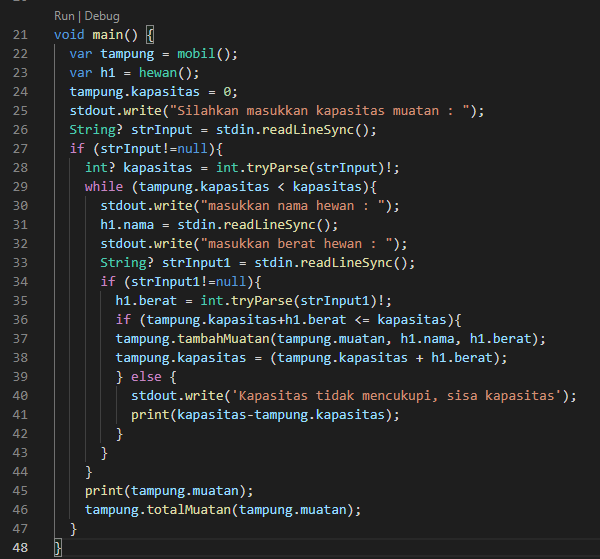 Run | Debug
21 void main() {
22 var tampung = mobil();
23 var h1 = hewan();
24 tampung.kapasitas = 0;
25 stdout.write("Silahkan masukkan kapasitas muatan : ");
26 String? strInput = stdin.readLineSync();
27 if (strInput!=null){
28 int? kapasitas = int.tryParse(strInput)!;
29 while (tampung.kapasitas < kapasitas){
30 stdout.write("masukkan nama hewan : ");
31 h1.nama = stdin.readLineSync();
32 stdout.write("masukkan berat hewan : ");
33 String? strInput1 = stdin.readLineSync();
34 if (strInput1!=null){
35 h1.berat = int.tryParse(strInput1)!;
36 if (tampung.kapasitas+h1.berat <= kapasitas){
37 tampung.tambahMuatan(tampung.muatan, h1.nama, h1.berat);
38 tampung.kapasitas = (tampung.kapasitas + h1.berat);
39 } else {
40 stdout.write('Kapasitas tidak mencukupi, sisa kapasitas');
41 print(kapasitas-tampung.kapasitas);
42 }
43 }
44 }
45 print(tampung.muatan);
46 tampung.totalMuatan(tampung.muatan);
47 }
48 }